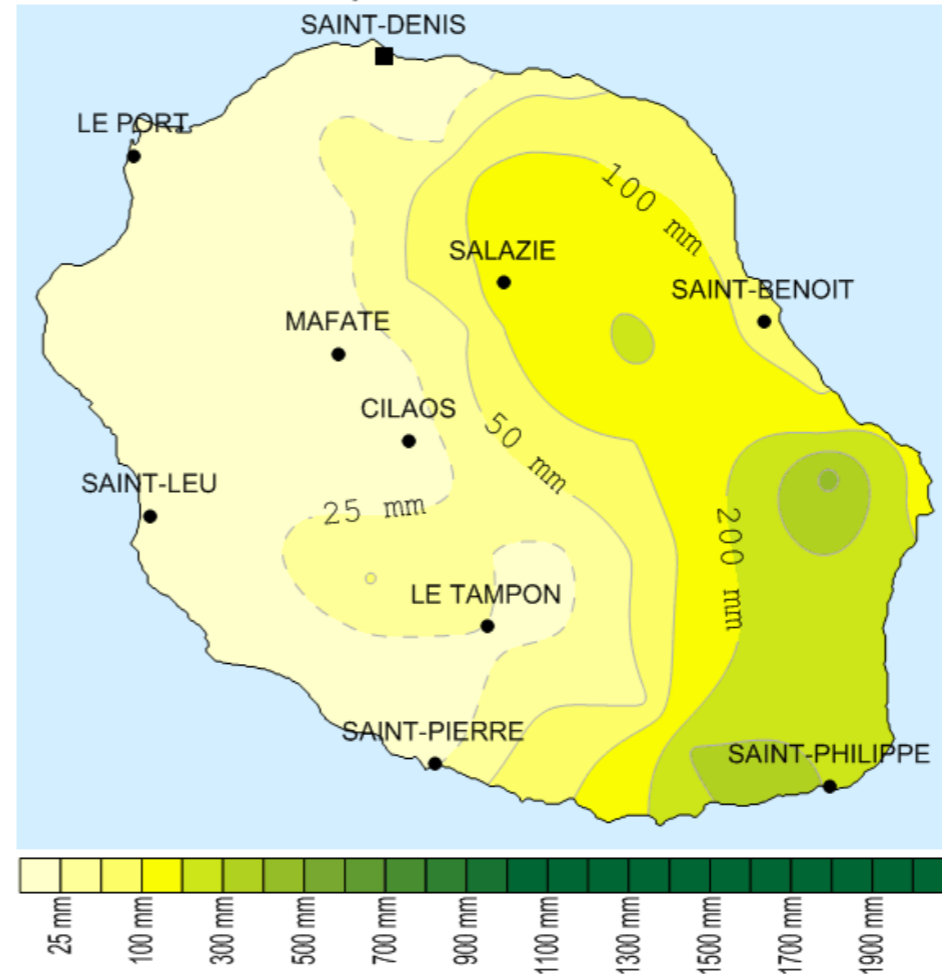 SAINT-DENIS
LE PORT
100 mm
SALAZIE
SAINT-BENOIT
MAFATE
CILAOS
50 mm
SAINT-LEU
25 mm
200 mm
LE TAMPON
SAINT-PIERRE
SAINT-PHILIPPE
25 mm
100 mm
300 mm
500 mm
700 mm
900 mm
1100 mm
1300 mm
1500 mm
1700 mm
1900 mm